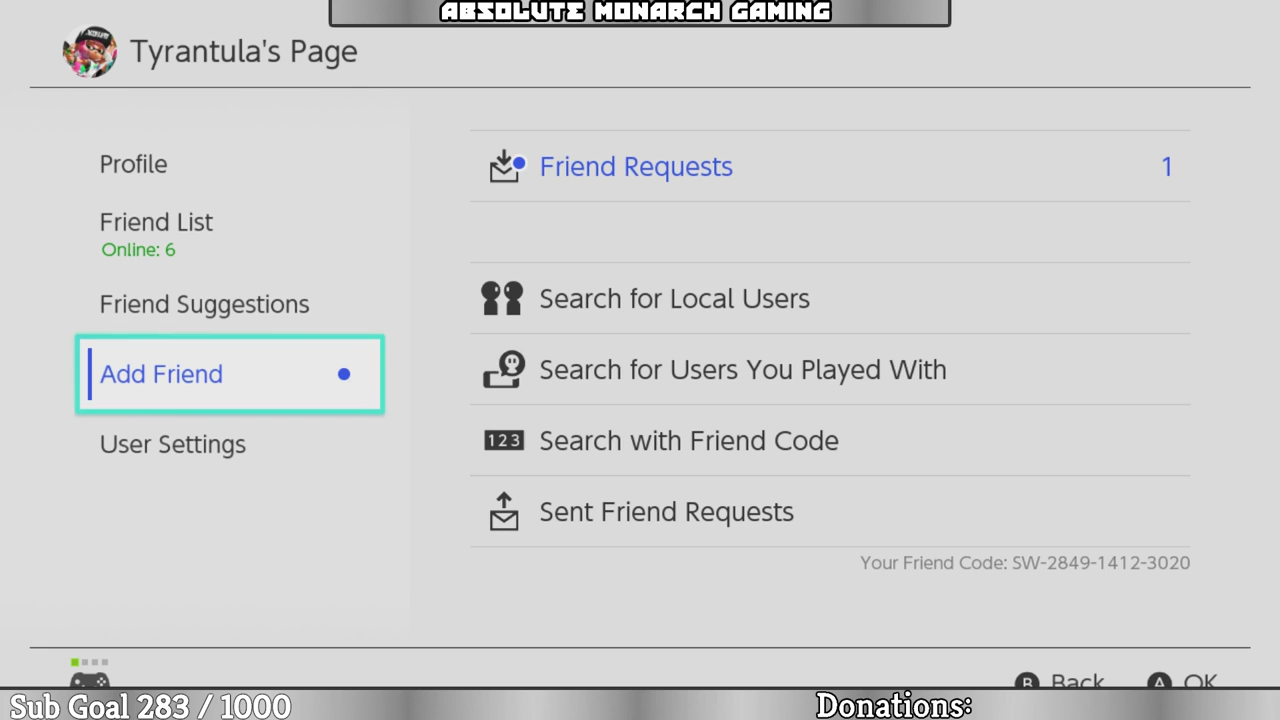 ABSOLUTE MONARCH GAMING
Tyrantula's Page
Profile
Friend List
Online: 6
Friend Suggestions
Add Friend
User Settings
Friend Requests 1
Search for Local Users
Search for Users You Played With
123 Search with Friend Code
Sent Friend Requests
Your Friend Code: SW-2849-1412-3020
B Back A OK
Sub Goal 283 / 1000 Donations: